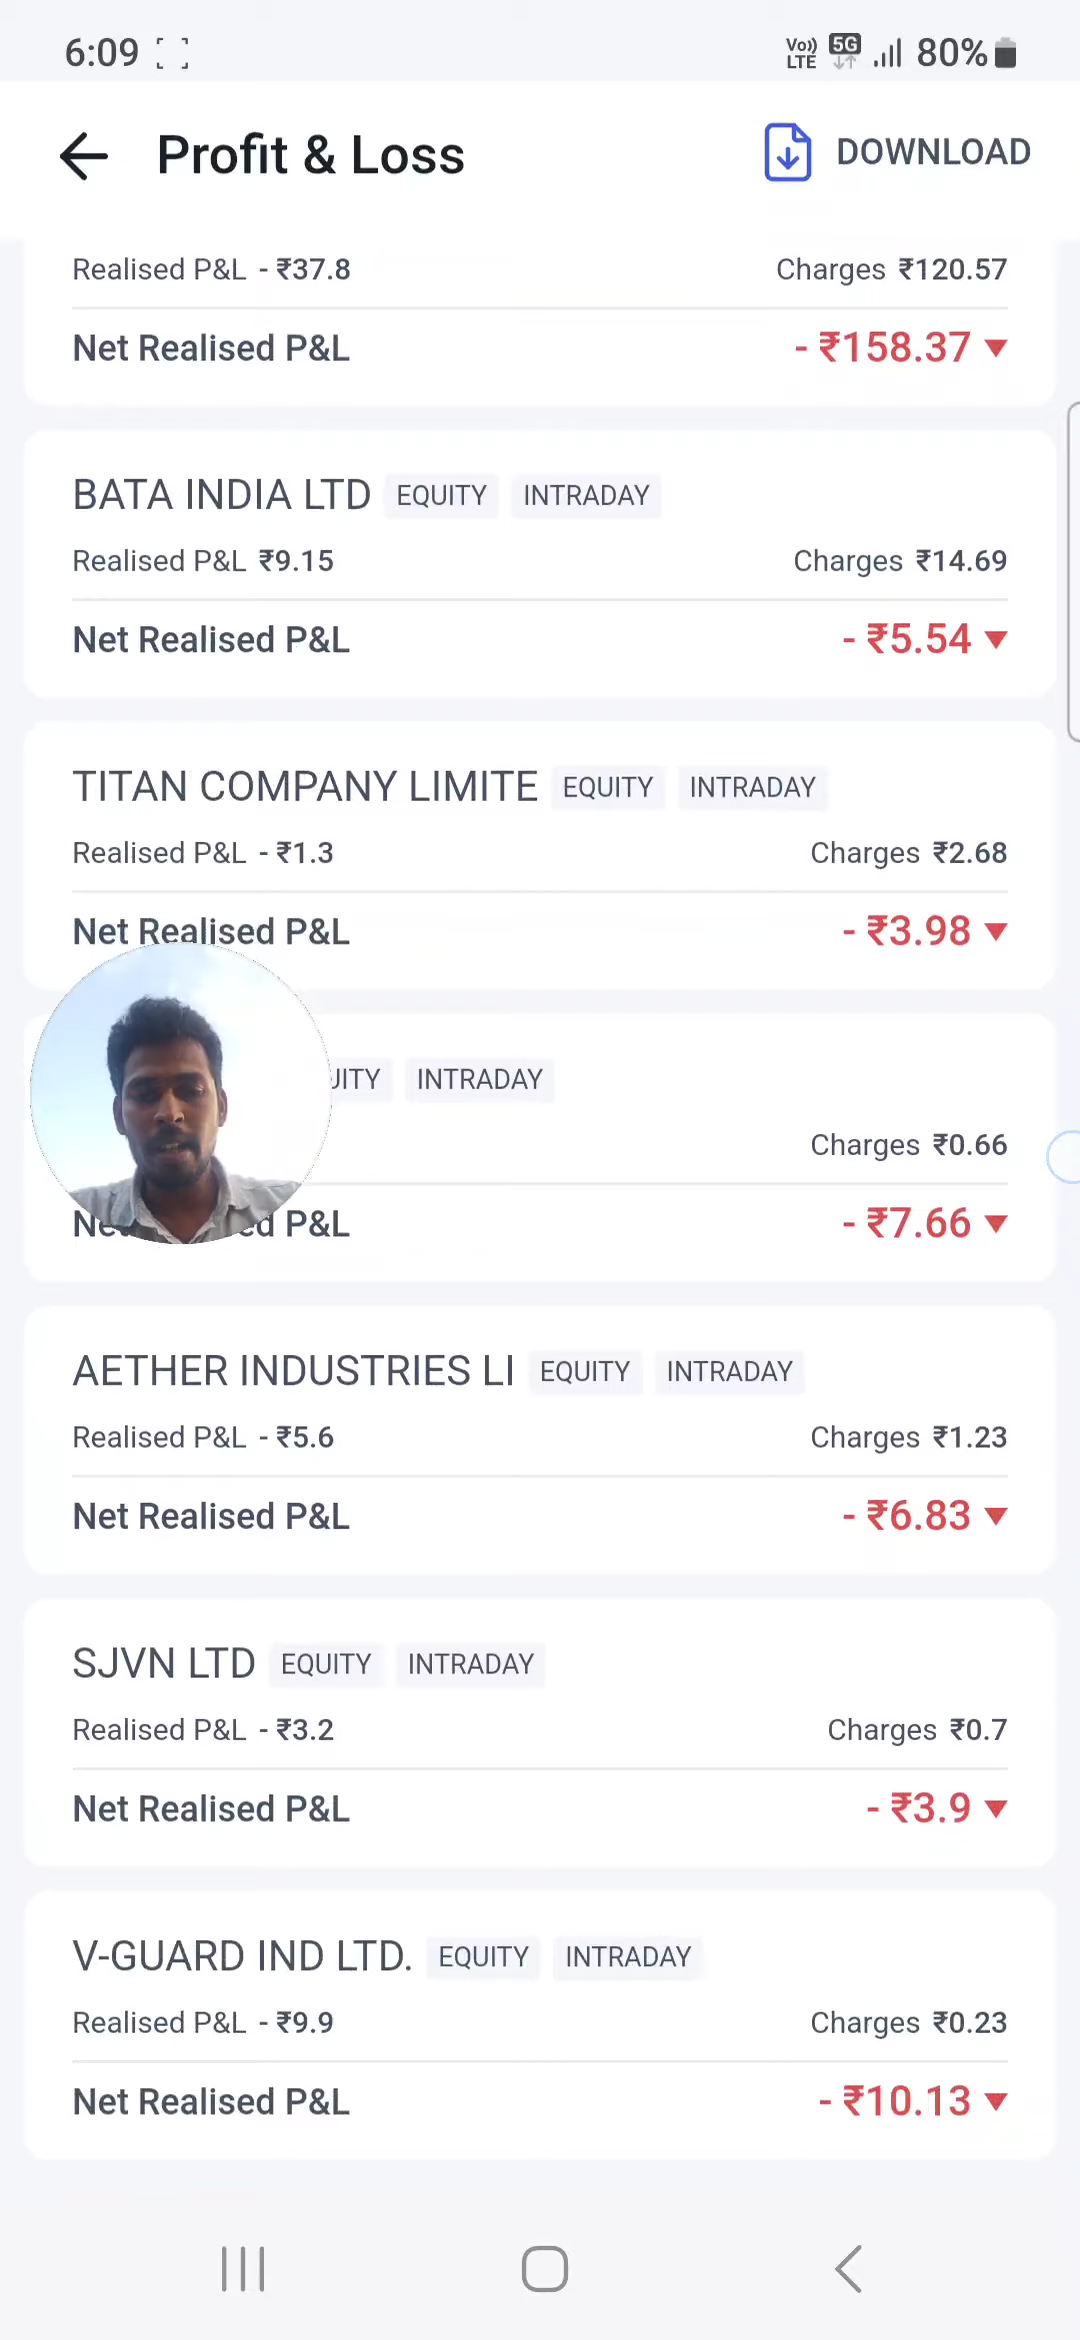 6:09 Vo)) LTE 5G 80%
Profit & Loss DOWNLOAD
Realised P&L - ₹37.8 Charges ₹120.57
Net Realised P&L - ₹158.37
BATA INDIA LTD EQUITY INTRADAY
Realised P&L ₹9.15 Charges ₹14.69
Net Realised P&L - ₹5.54
TITAN COMPANY LIMITE EQUITY INTRADAY
Realised P&L - ₹1.3 Charges ₹2.68
Net Realised P&L - ₹3.98
INTRADAY
Charges ₹0.66
P&L - ₹7.66
AETHER INDUSTRIES LI EQUITY INTRADAY
Realised P&L - ₹5.6 Charges ₹1.23
Net Realised P&L - ₹6.83
SJVN LTD EQUITY INTRADAY
Realised P&L - ₹3.2 Charges ₹0.7
Net Realised P&L - ₹3.9
V-GUARD IND LTD. EQUITY INTRADAY
Realised P&L - ₹9.9 Charges ₹0.23
Net Realised P&L - ₹10.13